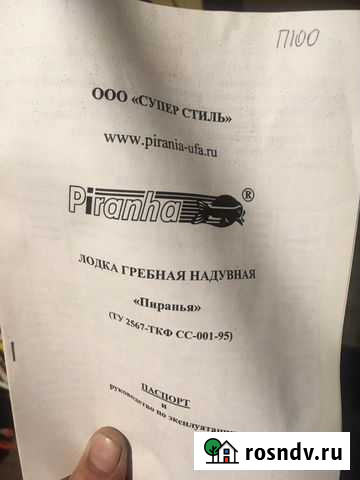 П100
ООО «СУПЕР СТИЛЬ»
www.pirania-ufa.ru
Piranha ®
ЛОДКА ГРЕБНАЯ НАДУВНАЯ
«Пиранья»
(ТУ 2567-ТКФ СС-001-95)
ПАСПОРТ
и
руководство по эксплуатации
rosndv.ru